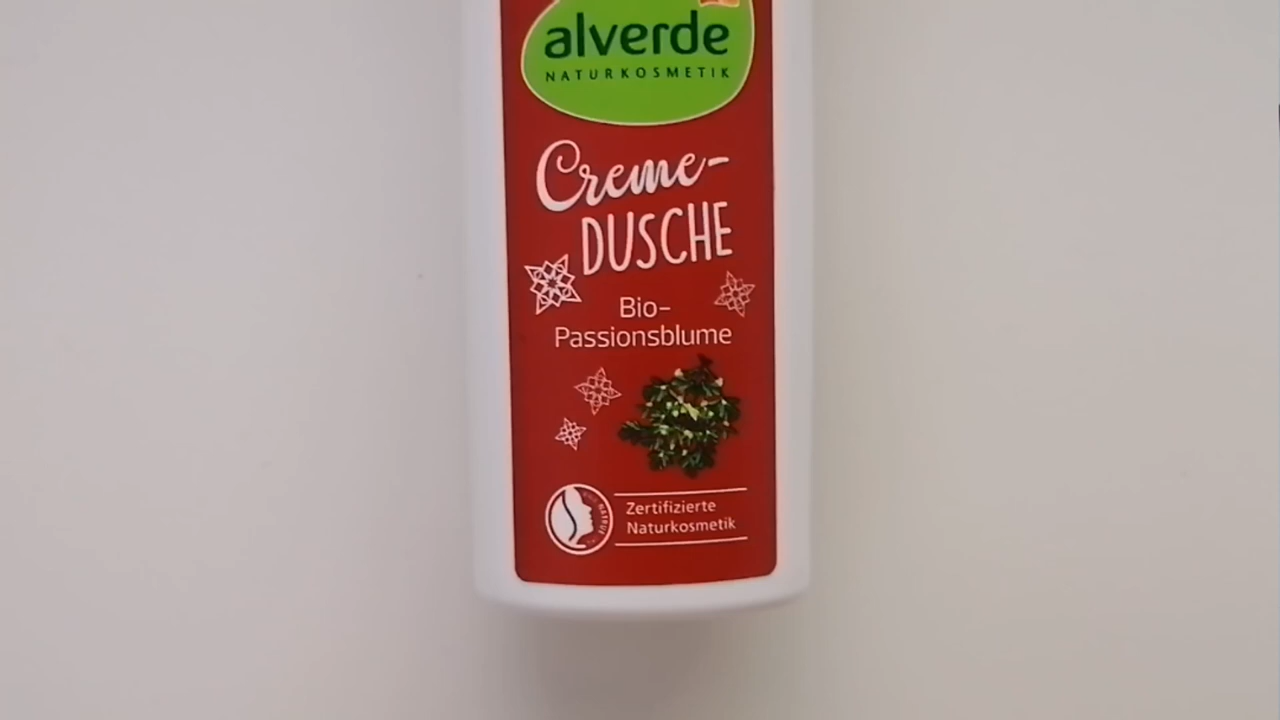 alverde
NATURKOSMETIK
Creme-
DUSCHE
Bio-
Passionsblume
Zertifizierte
Naturkosmetik